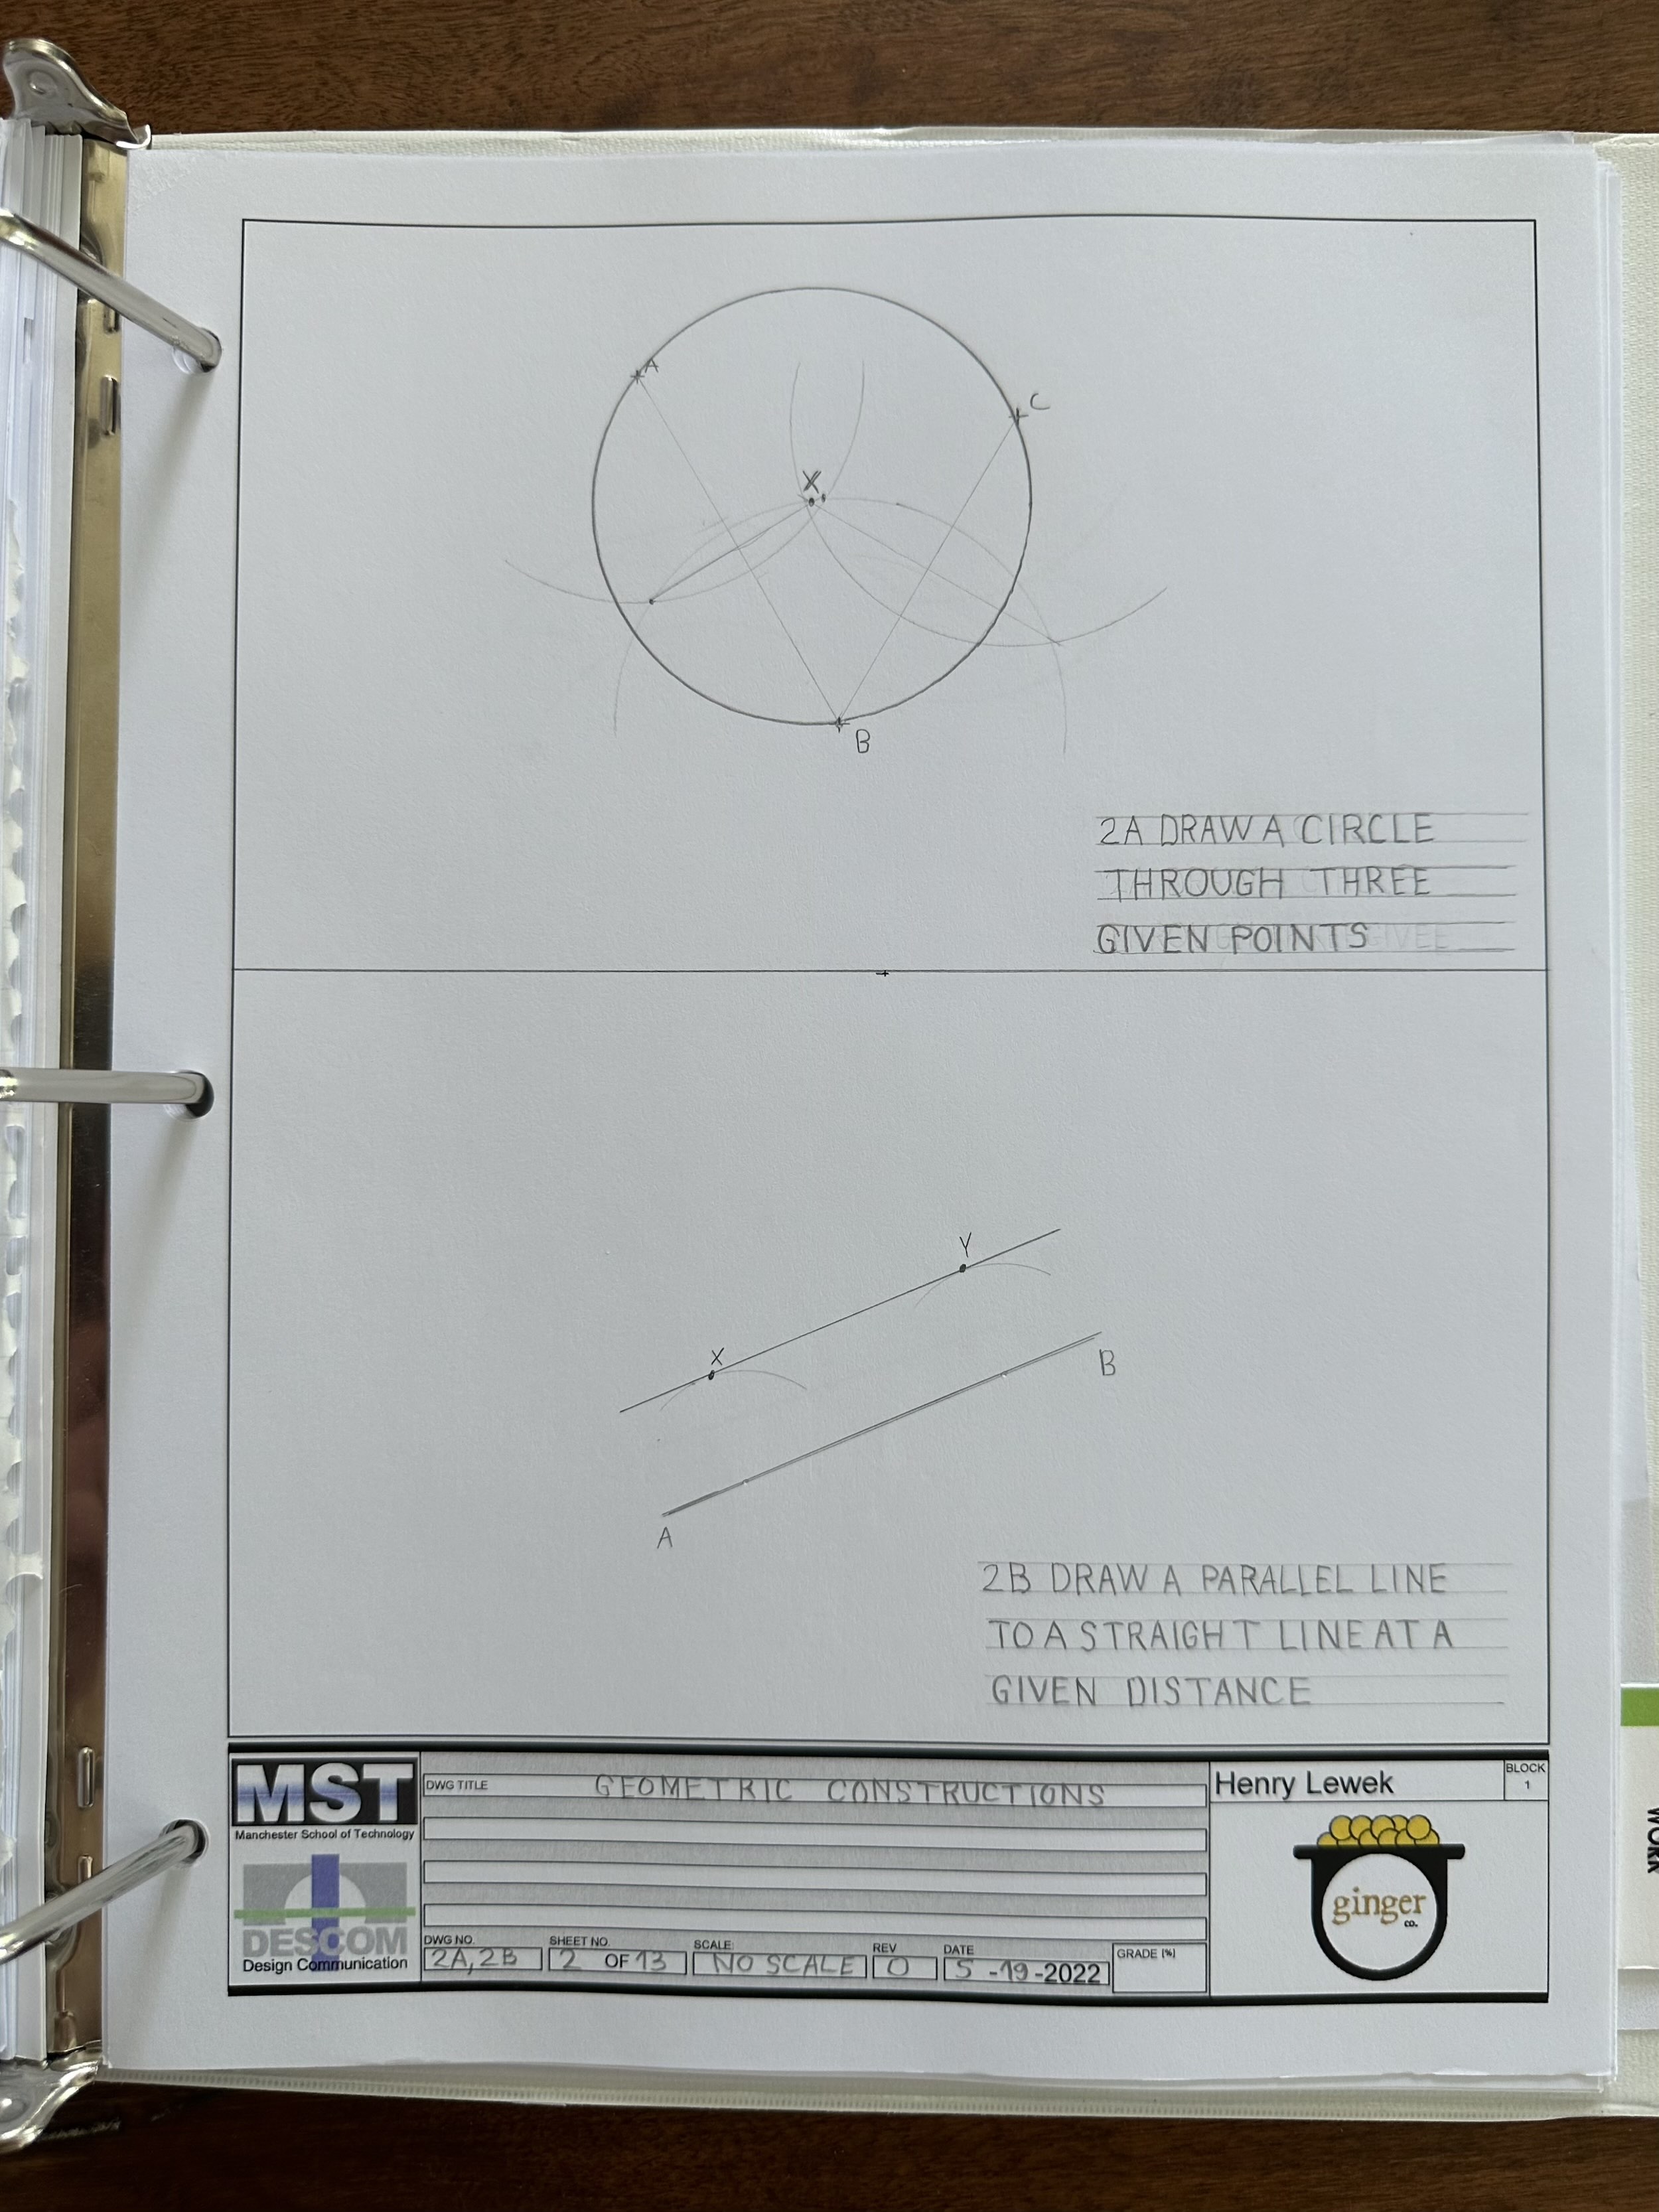 A
C
X
B
2A DRAW A CIRCLE
THROUGH THREE
GIVEN POINTS
Y
X
B
A
2B DRAW A PARALLEL LINE
TO A STRAIGHT LINE AT A
GIVEN DISTANCE
MST
Manchester School of Technology
DESCOM
Design Communication
DWG TITLE GEOMETRIC CONSTRUCTIONS
DWG NO. 2A, 2B
SHEET NO. 2 OF 13
SCALE: NO SCALE
REV 0
DATE 5-19-2022
GRADE (%)
Henry Lewek
BLOCK
1
ginger
co.
WORK